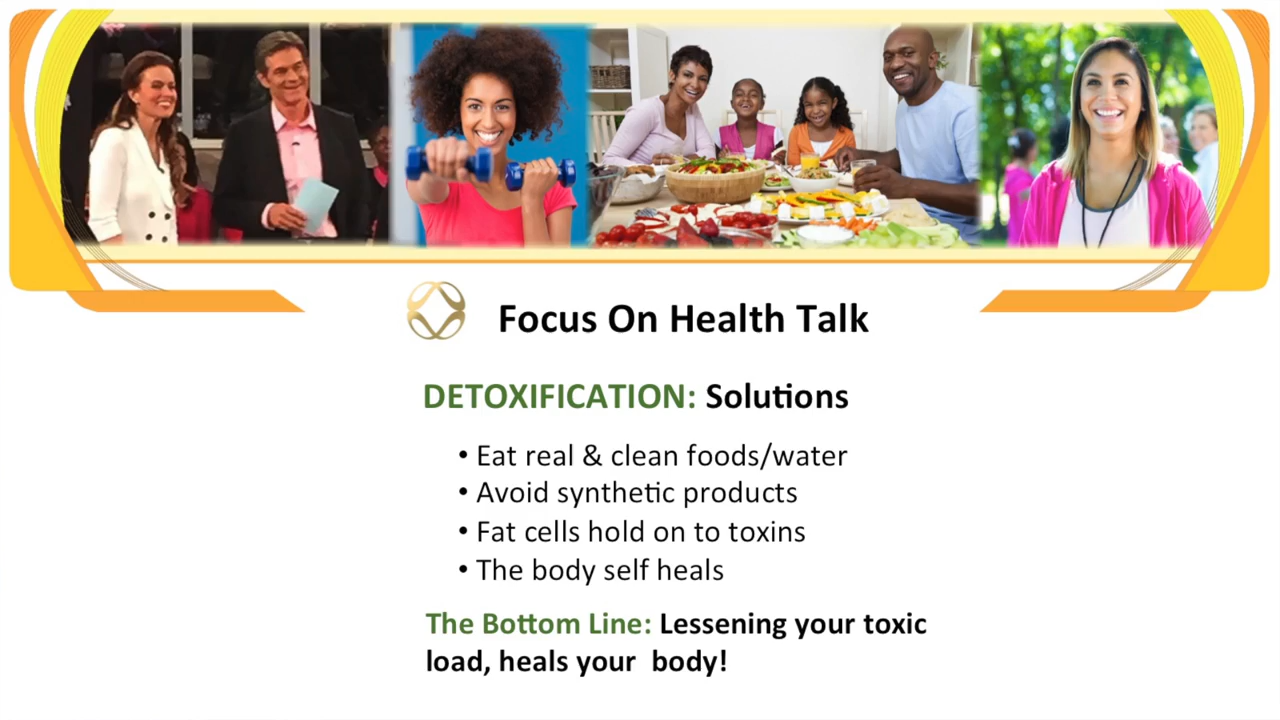 Focus On Health Talk
DETOXIFICATION: Solutions
• Eat real & clean foods/water
• Avoid synthetic products
• Fat cells hold on to toxins
• The body self heals
The Bottom Line: Lessening your toxic
load, heals your body!